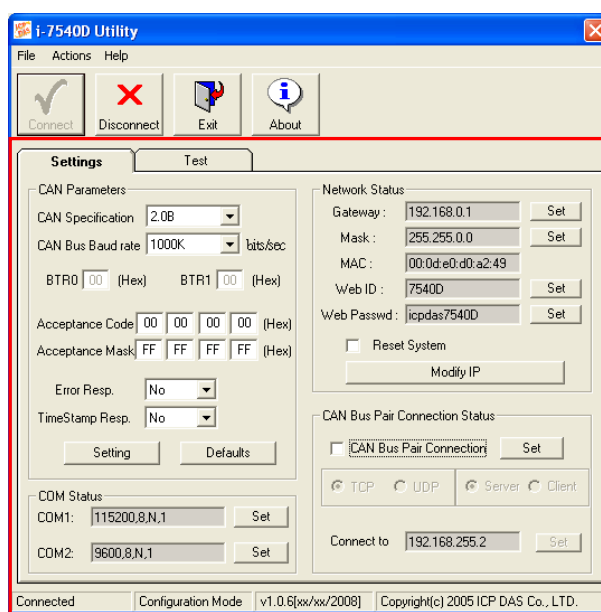 ICP DAS i-7540D Utility
File Actions Help
Connect Disconnect Exit About
Settings Test
CAN Parameters
CAN Specification 2.0B
CAN Bus Baud rate 1000K bits/sec
BTR0 00 (Hex) BTR1 00 (Hex)
Acceptance Code 00 00 00 00 (Hex)
Acceptance Mask FF FF FF FF (Hex)
Error Resp. No
TimeStamp Resp. No
Setting Defaults
COM Status
COM1: 115200,8,N,1 Set
COM2: 9600,8,N,1 Set
Network Status
Gateway : 192.168.0.1 Set
Mask : 255.255.0.0 Set
MAC : 00:0d:e0:d0:a2:49
Web ID : 7540D Set
Web Passwd : icpdas7540D Set
Reset System
Modify IP
CAN Bus Pair Connection Status
CAN Bus Pair Connection Set
TCP UDP Server Client
Connect to 192.168.255.2 Set
Connected Configuration Mode v1.0.6[xx/xx/2008] Copyright(c) 2005 ICP DAS Co., LTD.